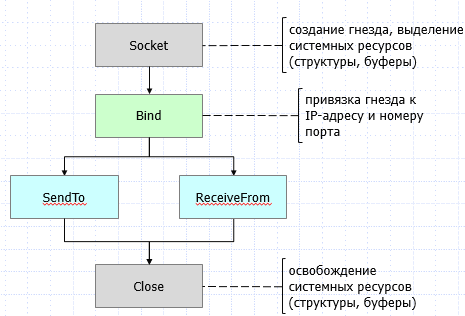 Socket
создание гнезда, выделение
системных ресурсов
(структуры, буферы)
Bind
привязка гнезда к
IP-адресу и номеру
порта
SendTo
ReceiveFrom
Close
освобождение
системных ресурсов
(структуры, буферы)